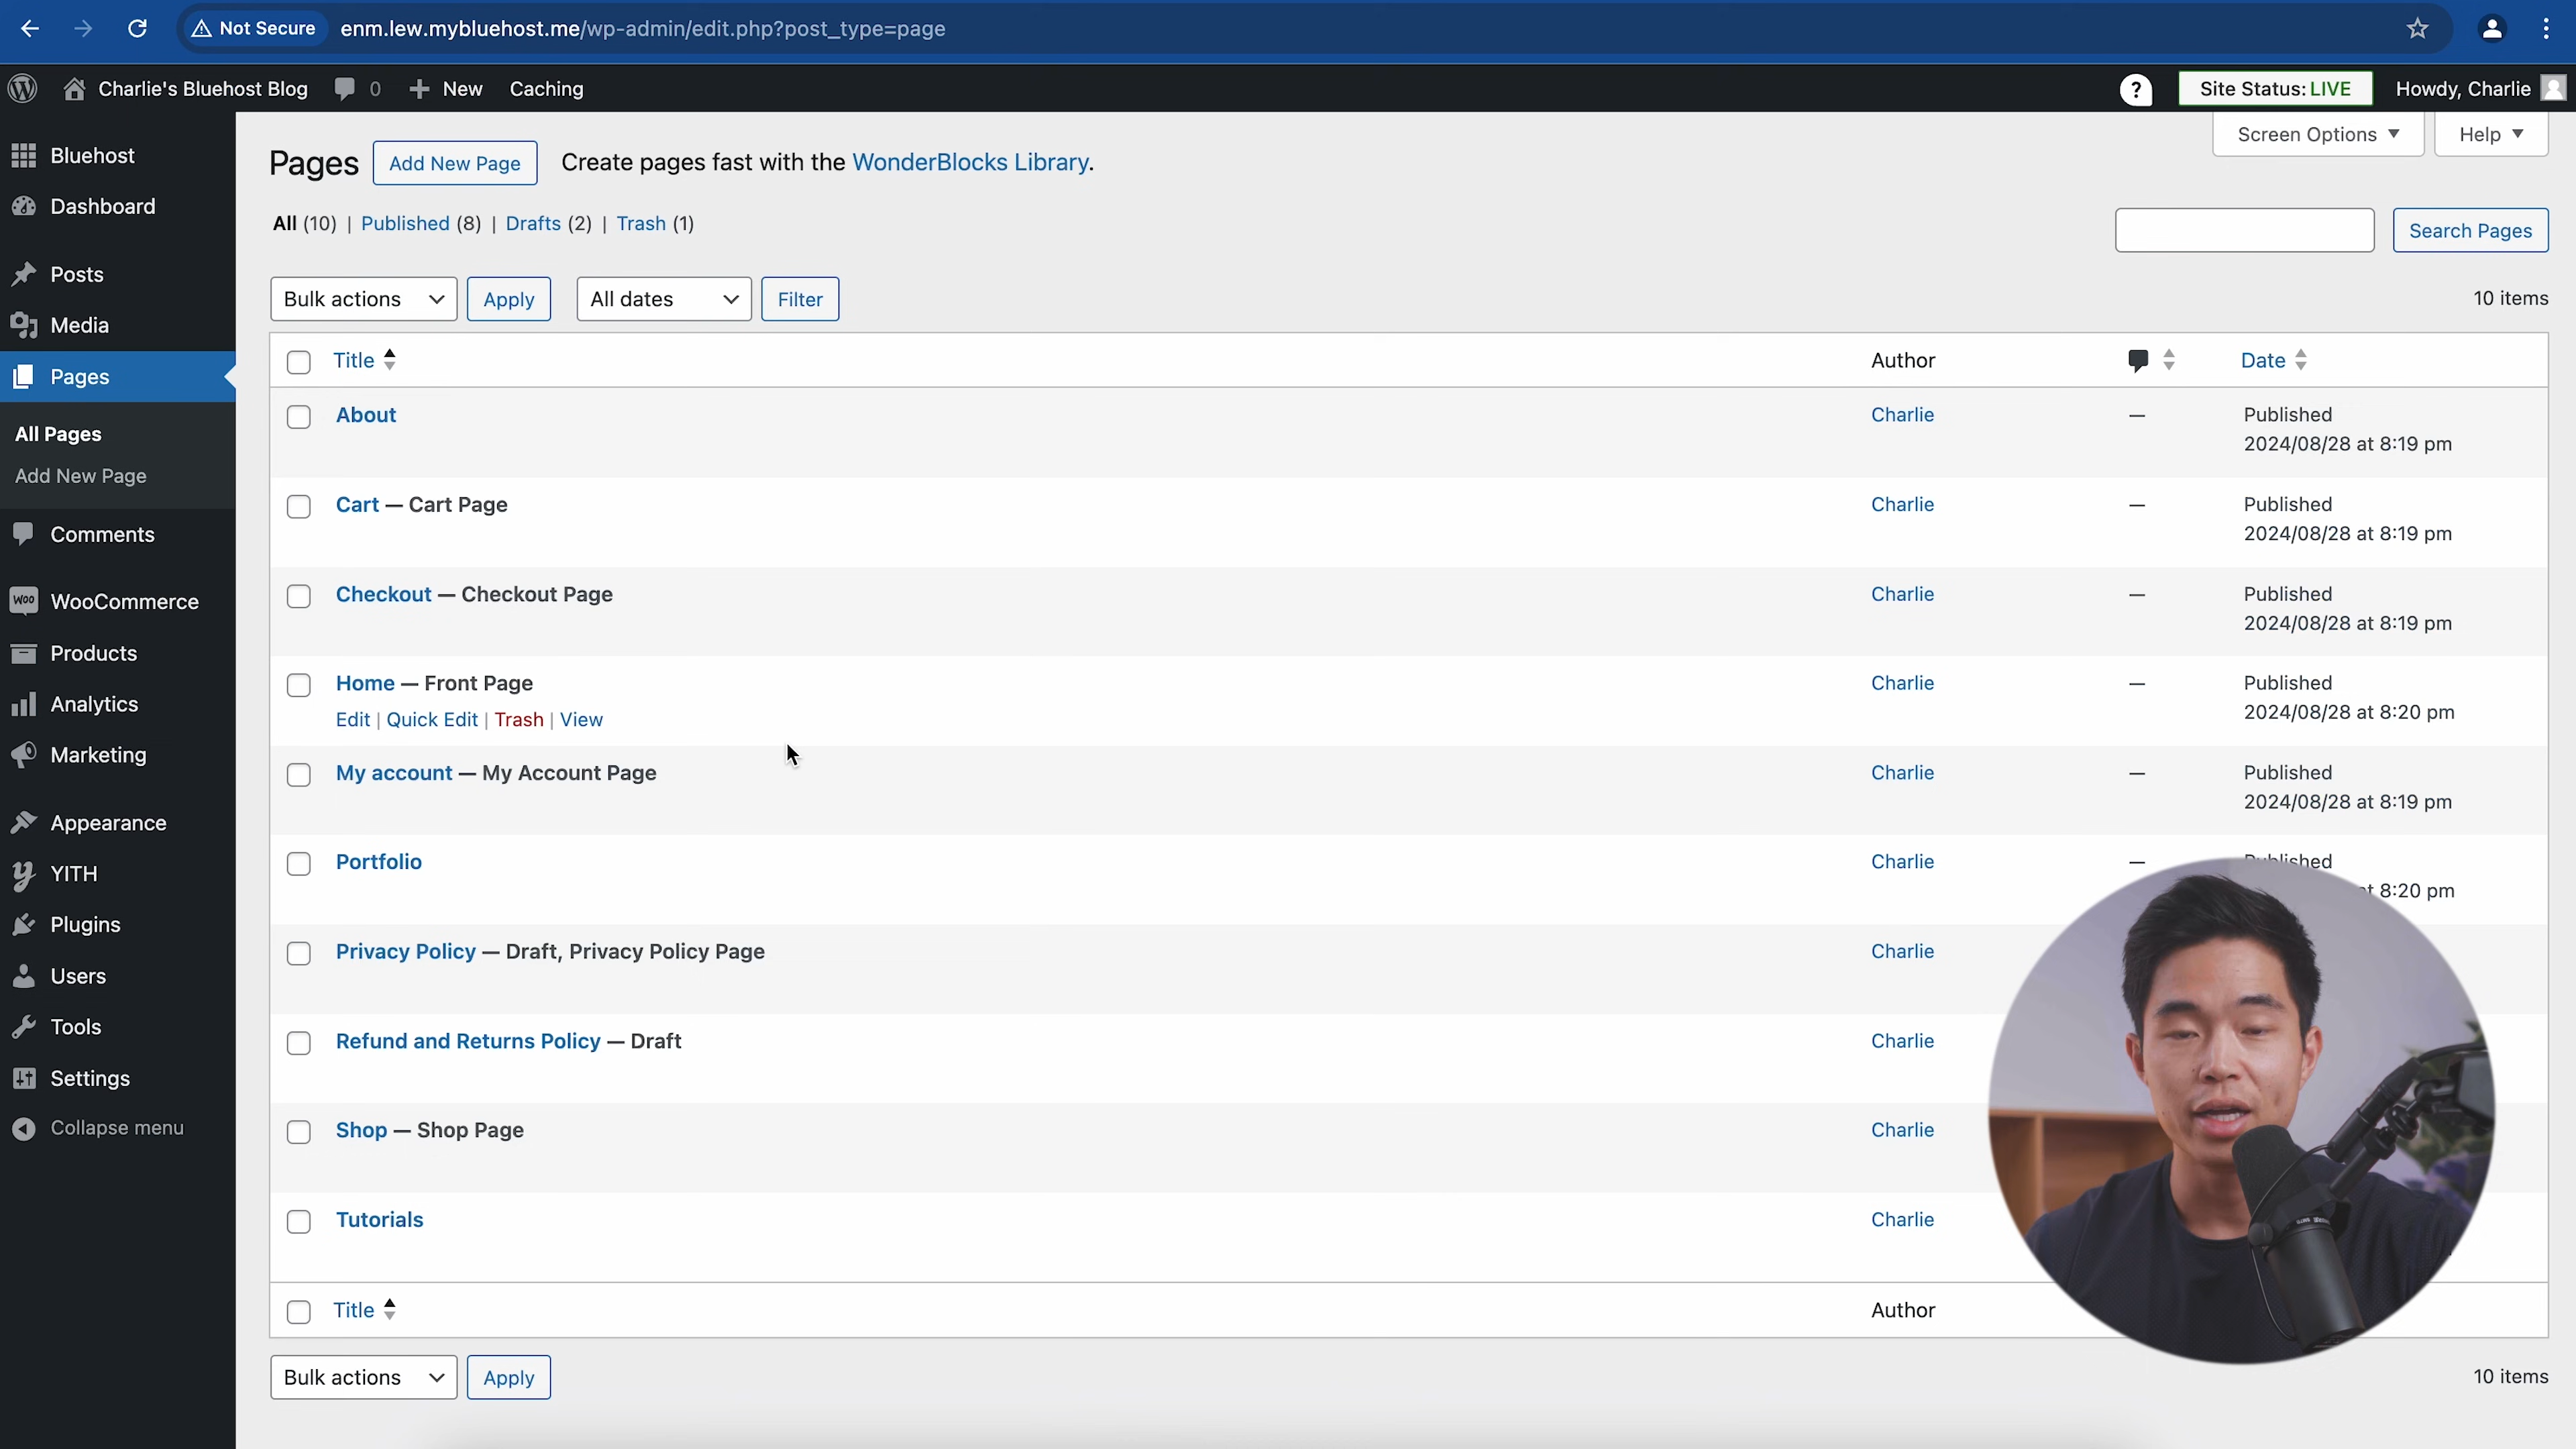 Not Secure enm.lew.mybluehost.me/wp-admin/edit.php?post_type=page
Charlie's Bluehost Blog 0 + New Caching ? Site Status: LIVE Howdy, Charlie
Bluehost
Dashboard
Posts
Media
Pages
All Pages
Add New Page
Comments
Woo WooCommerce
Products
Analytics
Marketing
Appearance
YITH
Plugins
Users
Tools
Settings
Collapse menu
Screen Options Help
Pages Add New Page Create pages fast with the WonderBlocks Library.
All (10) | Published (8) | Drafts (2) | Trash (1)
Search Pages
Bulk actions Apply All dates Filter 10 items
Title Author Date
About Charlie — Published
2024/08/28 at 8:19 pm
Cart — Cart Page Charlie — Published
2024/08/28 at 8:19 pm
Checkout — Checkout Page Charlie — Published
2024/08/28 at 8:19 pm
Home — Front Page Charlie — Published
Edit | Quick Edit | Trash | View 2024/08/28 at 8:20 pm
My account — My Account Page Charlie — Published
2024/08/28 at 8:19 pm
Portfolio Charlie — Published
8:20 pm
Privacy Policy — Draft, Privacy Policy Page Charlie
Refund and Returns Policy — Draft Charlie
Shop — Shop Page Charlie
Tutorials Charlie
Title Author
Bulk actions Apply 10 items